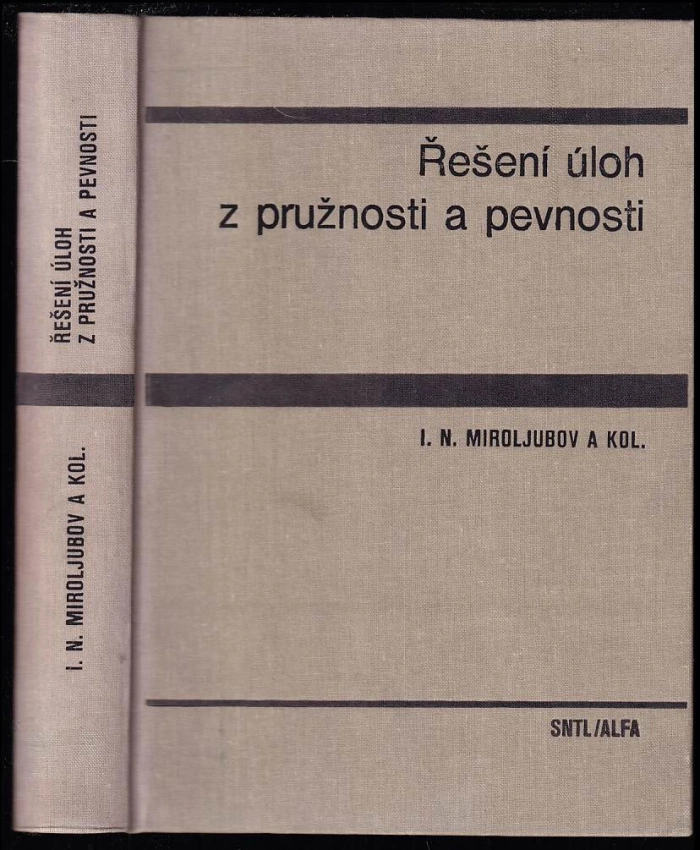 ŘEŠENÍ ÚLOH
Z PRUŽNOSTI A PEVNOSTI
I. N. MIROLJUBOV A KOL.
Řešení úloh
z pružnosti a pevnosti
I. N. MIROLJUBOV A KOL.
SNTL/ALFA